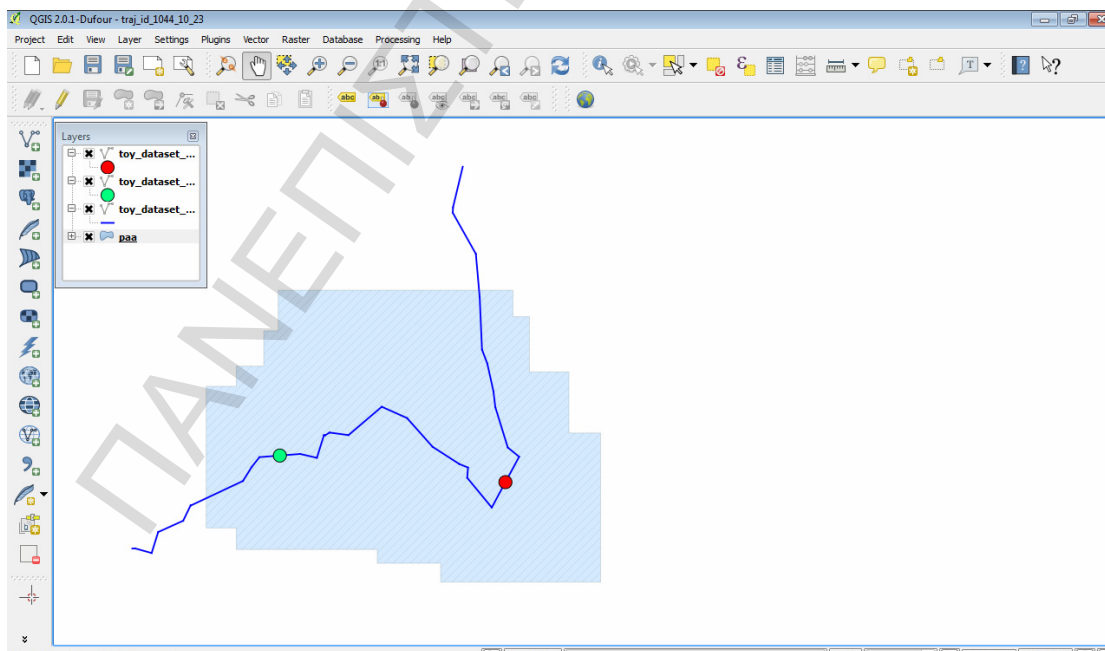 QGIS 2.0.1-Dufour - traj_id_1044_10_23
Project Edit View Layer Settings Plugins Vector Raster Database Processing Help
Layers
toy_dataset_...
toy_dataset_...
toy_dataset_...
paa
ΠΑΝΕΠΙΣΤ